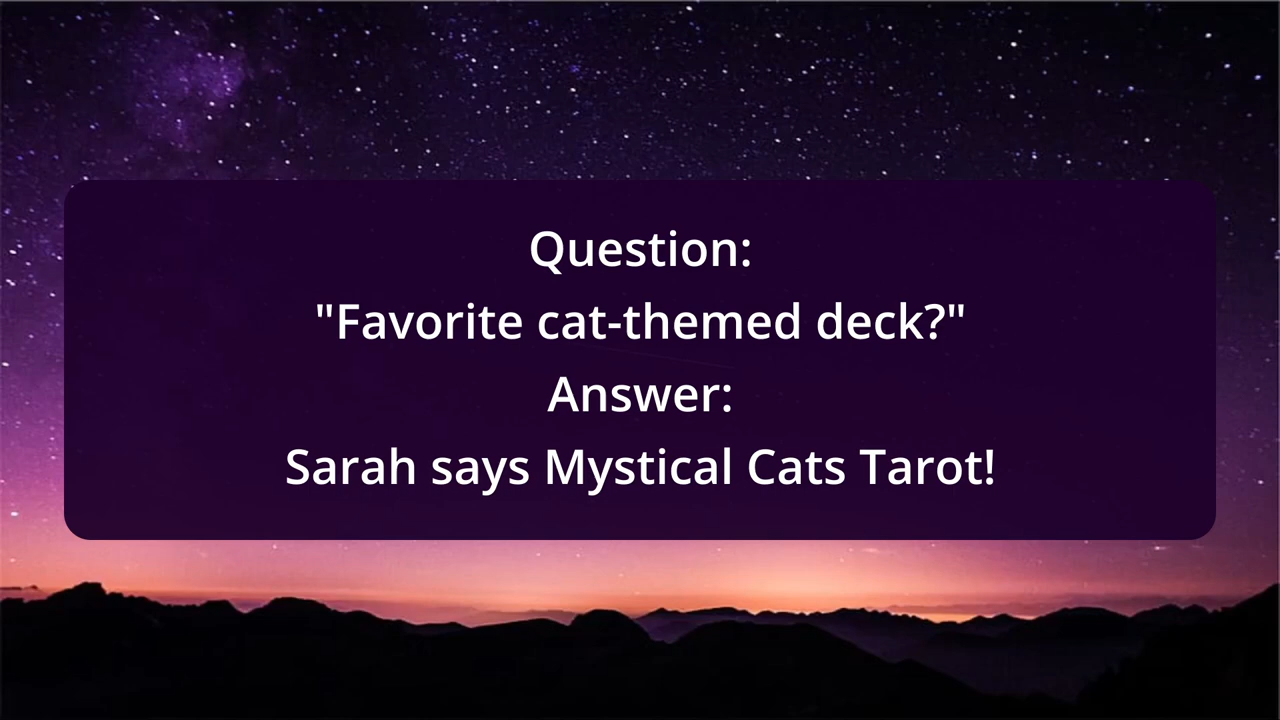 Question:
"Favorite cat-themed deck?"
Answer:
Sarah says Mystical Cats Tarot!